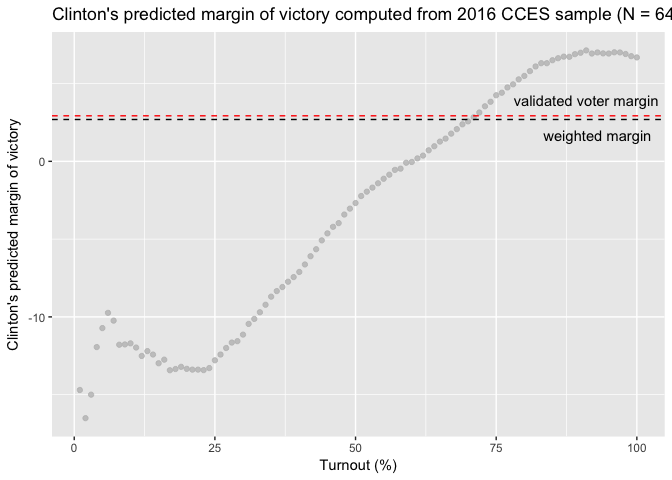 Clinton's predicted margin of victory computed from 2016 CCES sample (N = 64
validated voter margin
weighted margin
0
-10
Clinton's predicted margin of victory
0 25 50 75 100
Turnout (%)